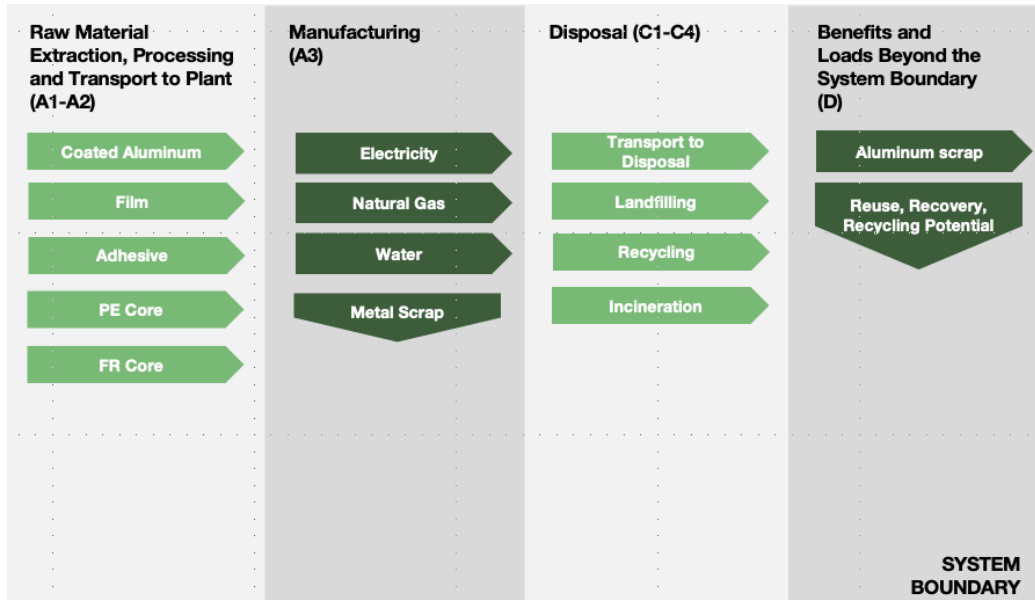 Raw Material
Extraction, Processing
and Transport to Plant
(A1-A2)
Coated Aluminum
Film
Adhesive
PE Core
FR Core
Manufacturing
(A3)
Electricity
Natural Gas
Water
Metal Scrap
Disposal (C1-C4)
Transport to
Disposal
Landfilling
Recycling
Incineration
Benefits and
Loads Beyond the
System Boundary
(D)
Aluminum scrap
Reuse, Recovery,
Recycling Potential
SYSTEM
BOUNDARY